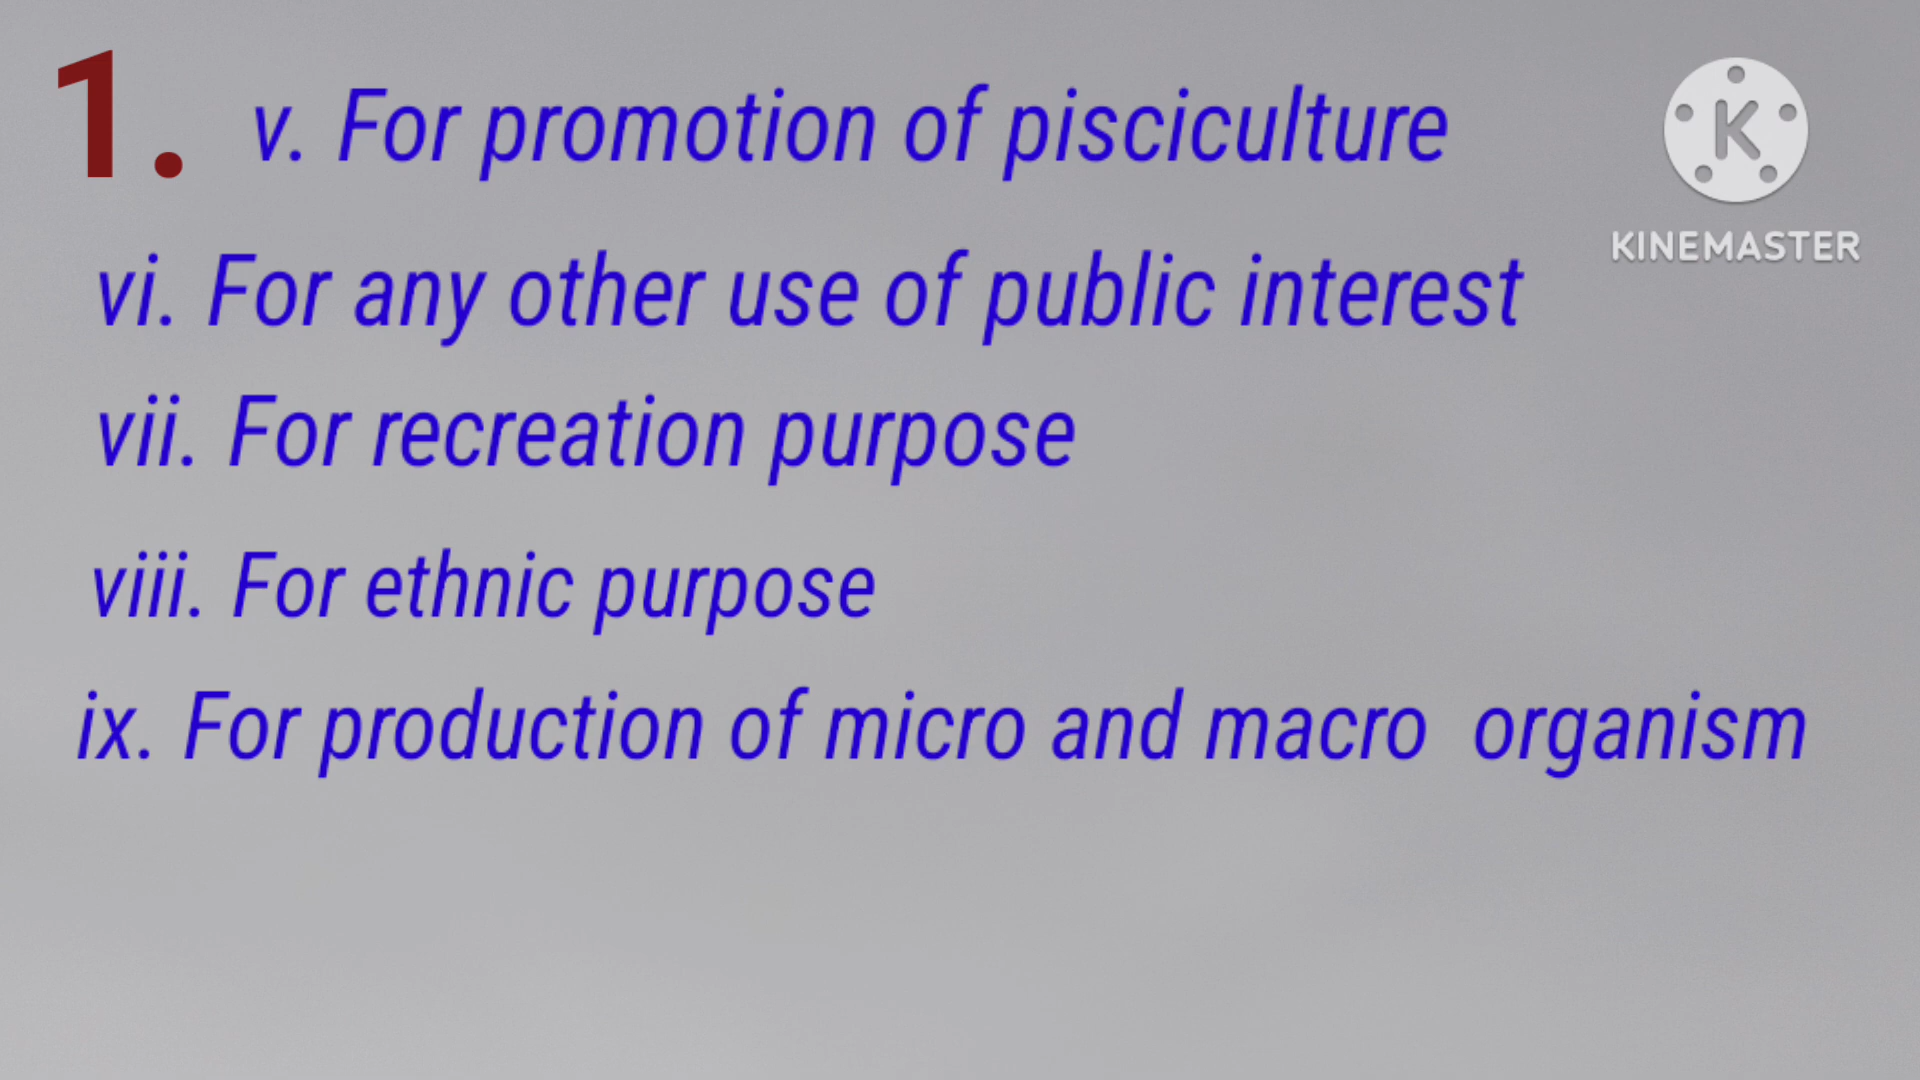 1. v. For promotion of pisciculture
K
KINEMASTER
vi. For any other use of public interest
vii. For recreation purpose
viii. For ethnic purpose
ix. For production of micro and macro organism